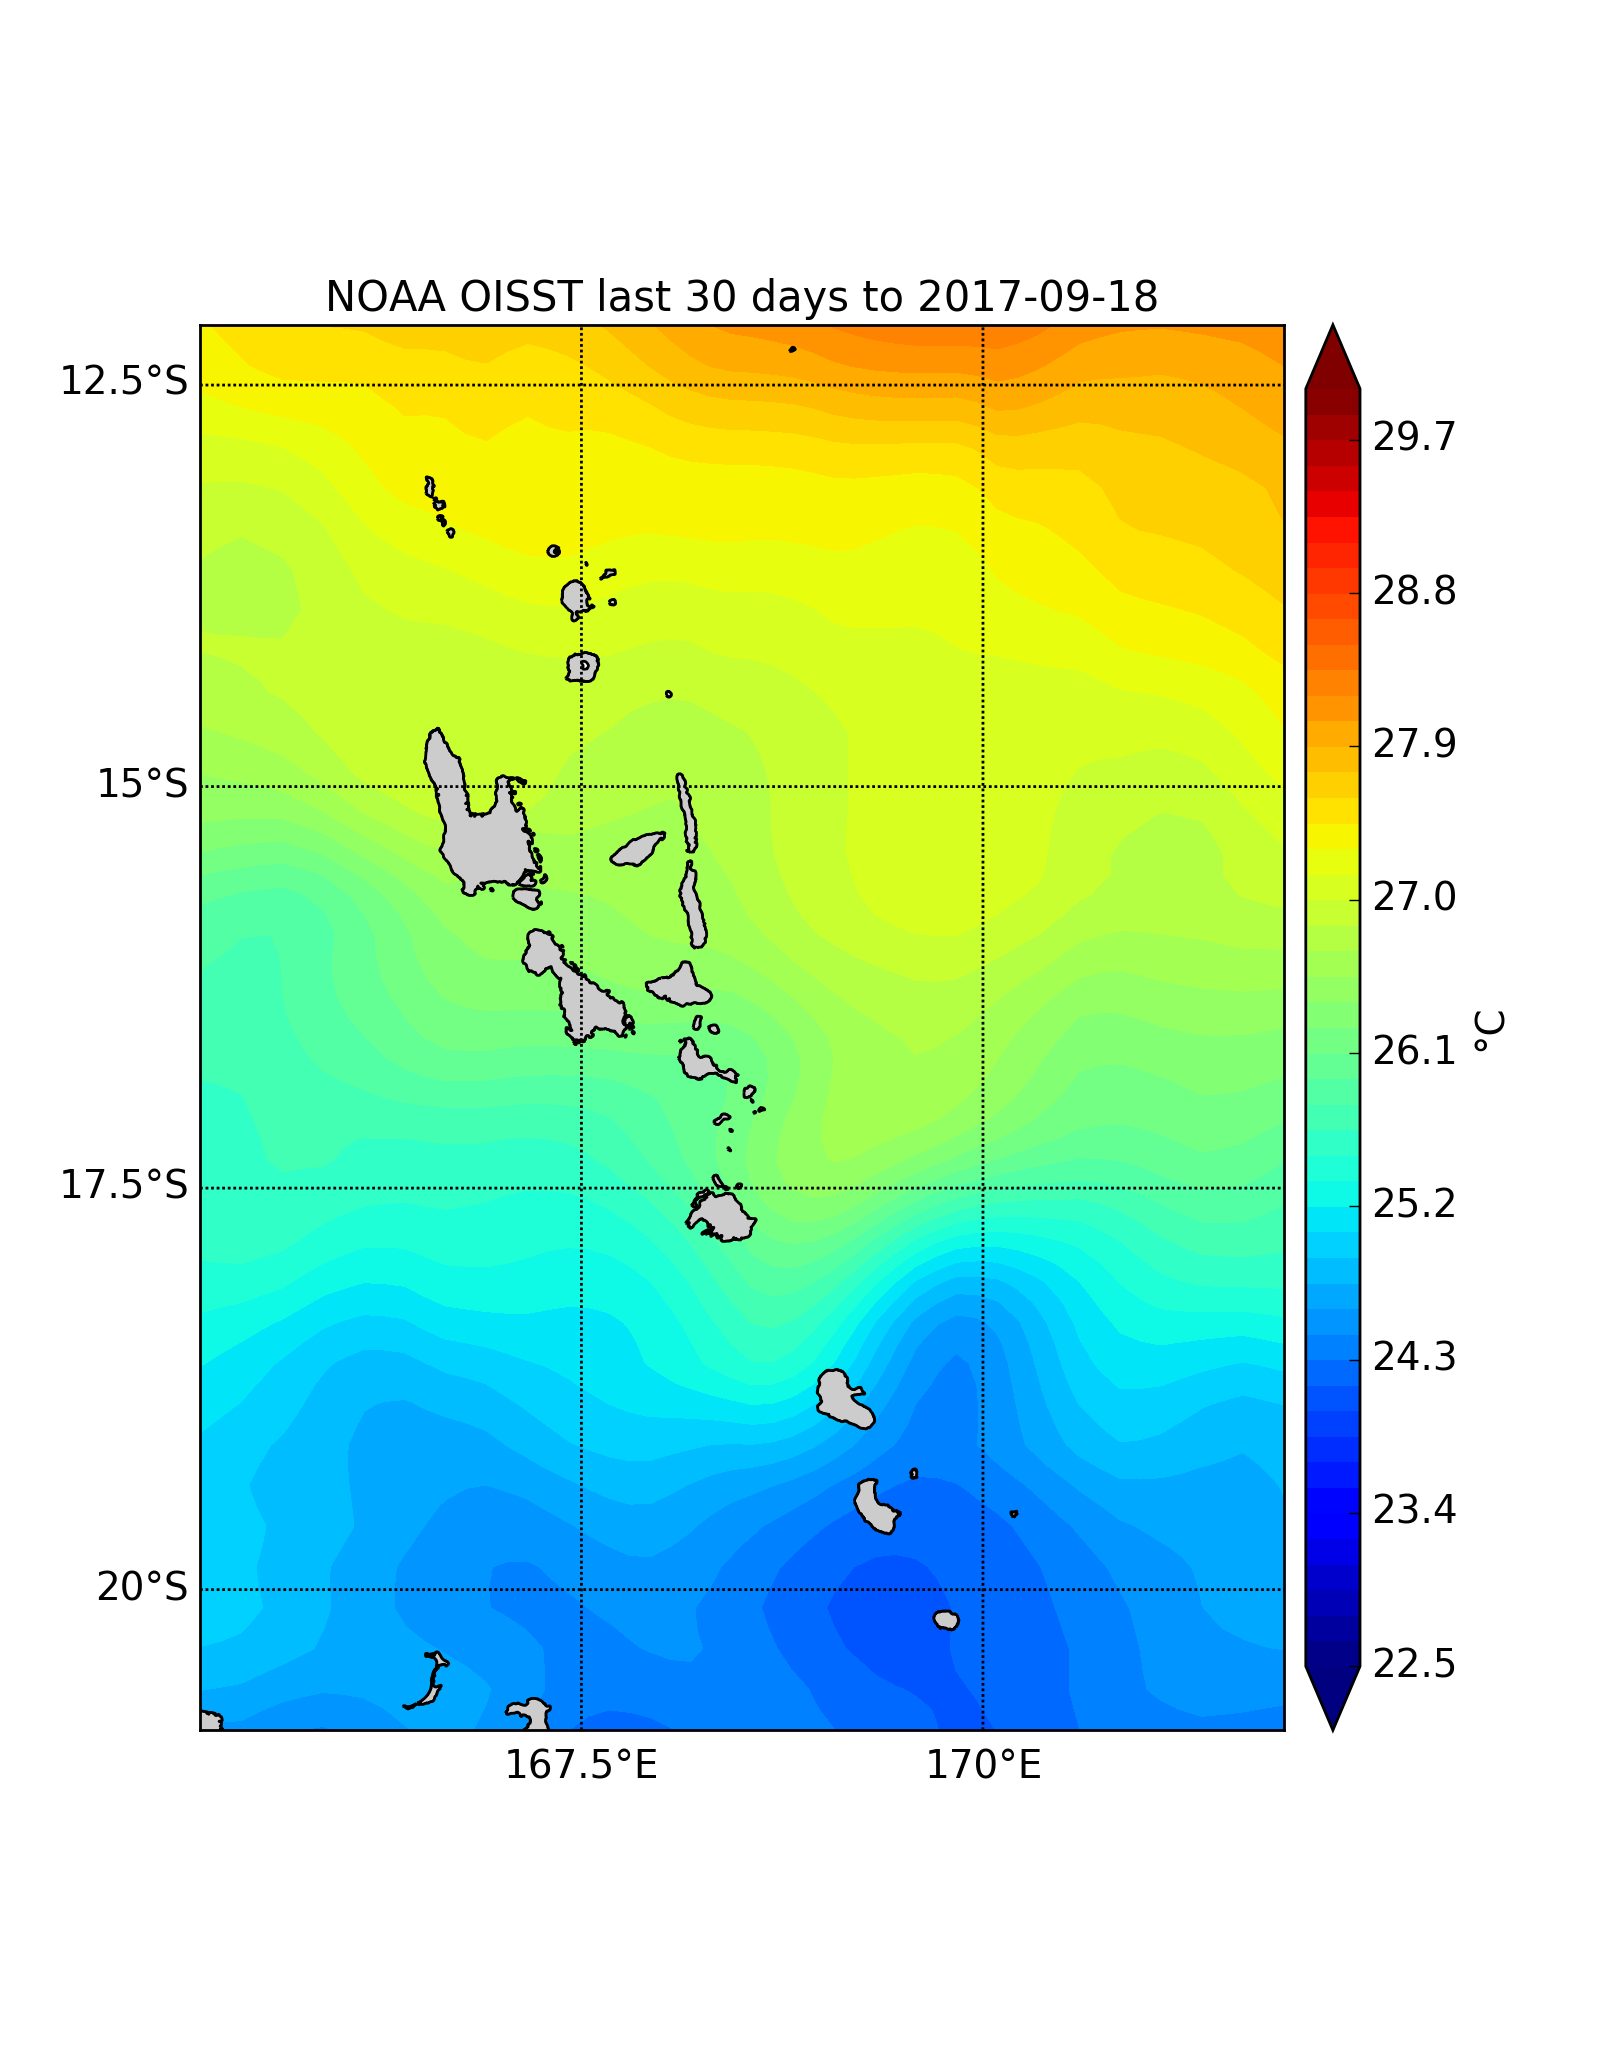 NOAA OISST last 30 days to 2017-09-18
12.5°S
15°S
17.5°S
20°S
167.5°E
170°E
29.7
28.8
27.9
27.0
26.1
25.2
24.3
23.4
22.5
°C